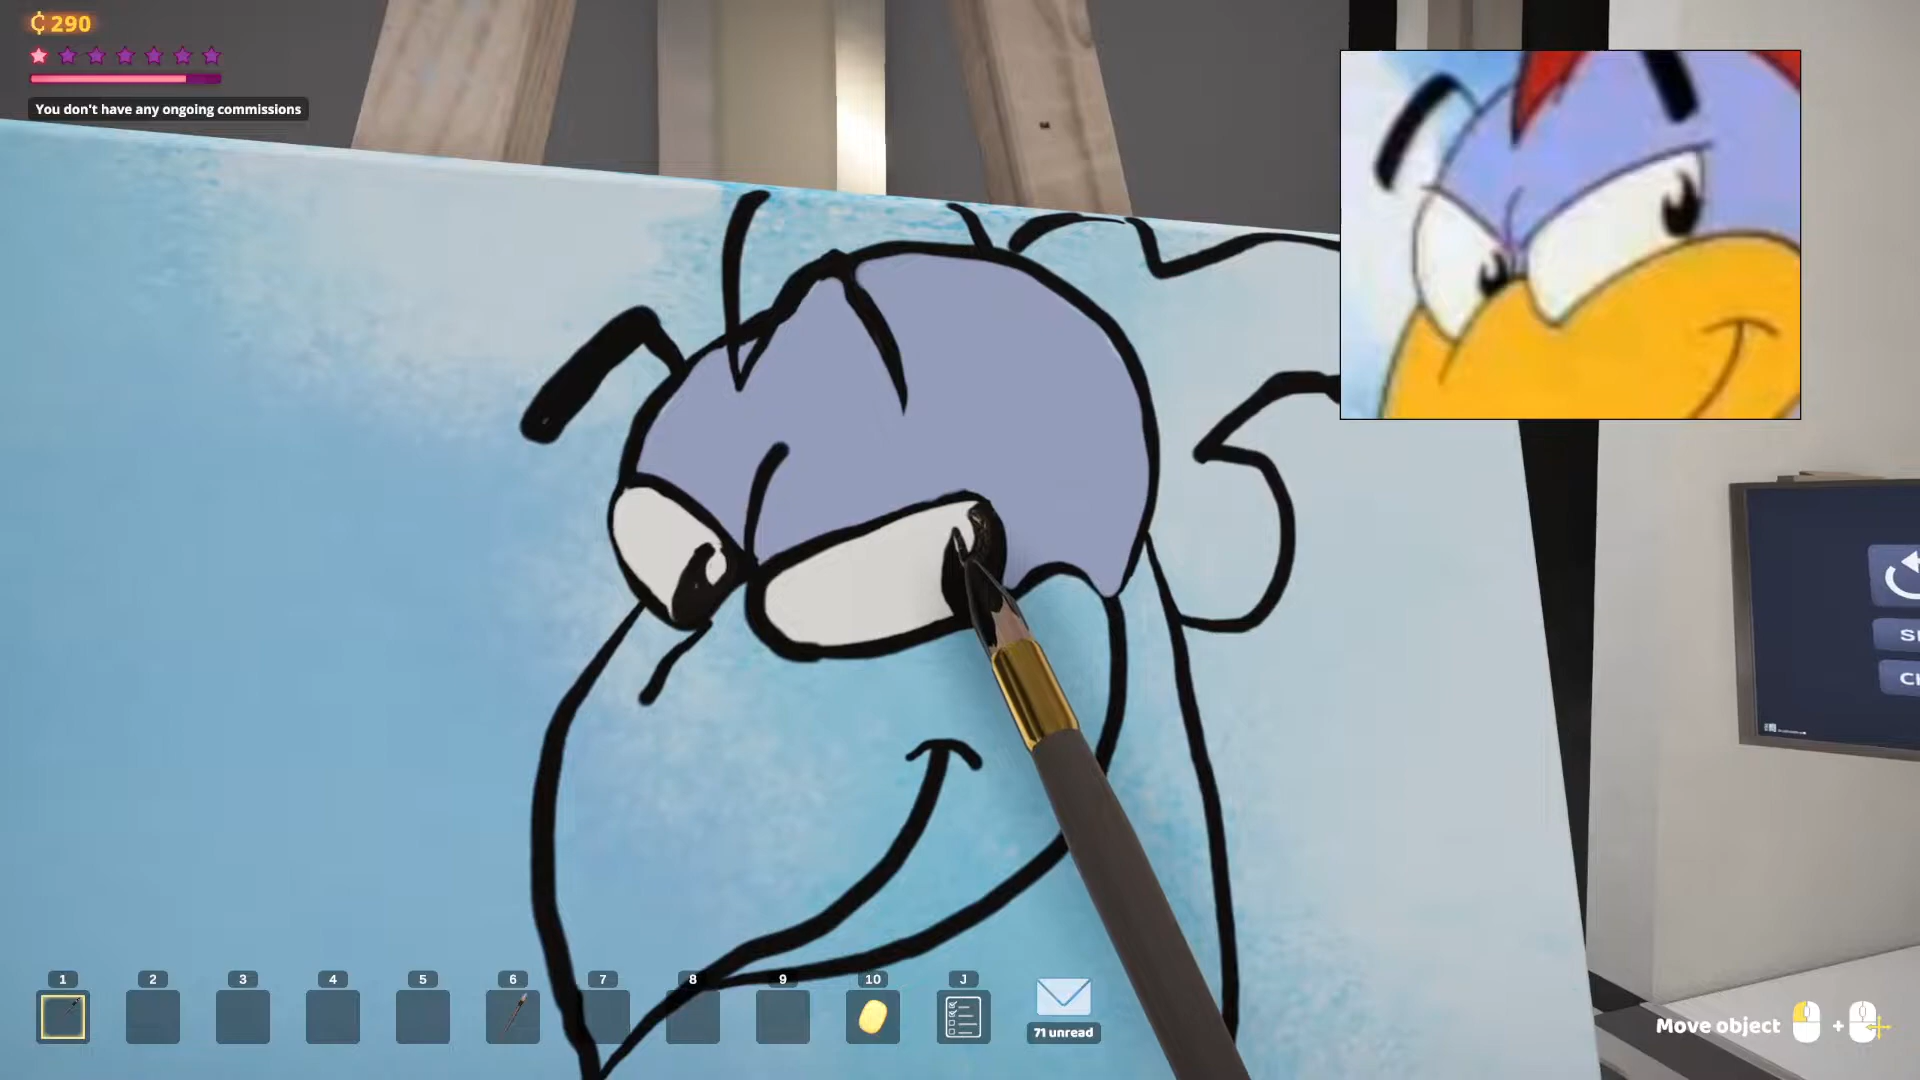 ₵ 290
You don't have any ongoing commissions
1 2 3 4 5 6 7 8 9 10 J
71 unread
Move object +